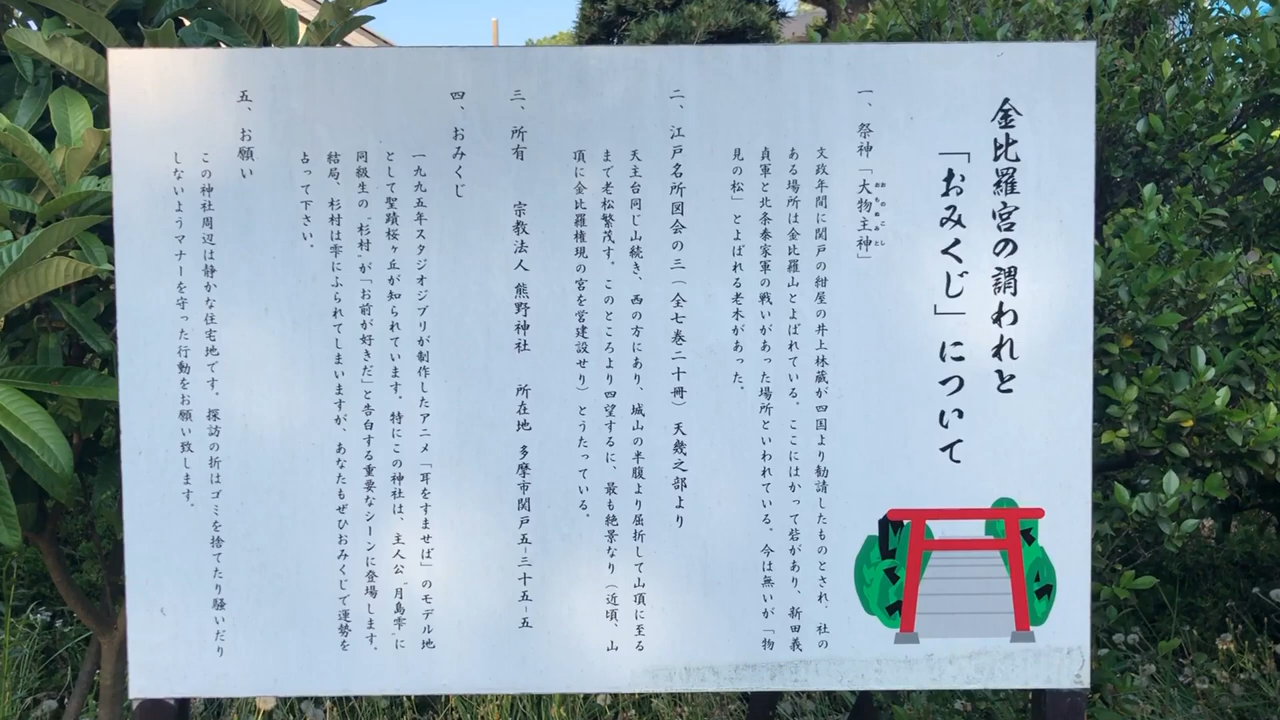 金比羅宮の謂われと
「おみくじ」について
一、祭神「大物主神」
文政年間に関戸の紺屋の井上林蔵が四国より勧請したものとされ、社の
ある場所は金比羅山とよばれている。ここにはかつて砦があり、新田義
貞軍と北条泰家軍の戦いがあった場所といわれている。今は無いが「物
見の松」とよばれる老木があった。
二、江戸名所図会の三（全七巻二十冊）天幾之部より
天主台同じ山続き、西の方にあり、城山の半腹より屈折して山頂に至る
まで老松繁茂す。このところより四望するに、最も絶景なり（近頃、山
頂に金比羅権現の宮を営建設せり）とうたっている。
三、所有　宗教法人 熊野神社　所在地 多摩市関戸五－三十五－五
四、おみくじ
一九九五年スタジオジブリが制作したアニメ「耳をすませば」のモデル地
として聖蹟桜ヶ丘が知られています。特にこの神社は、主人公〝月島雫〟に
同級生の〝杉村〟が「お前が好きだ」と告白する重要なシーンに登場します。
結局、杉村は雫にふられてしまいますが、あなたもぜひおみくじで運勢を
占って下さい。
五、お願い
この神社周辺は静かな住宅地です。探訪の折はゴミを捨てたり騒いだり
しないようマナーを守った行動をお願い致します。